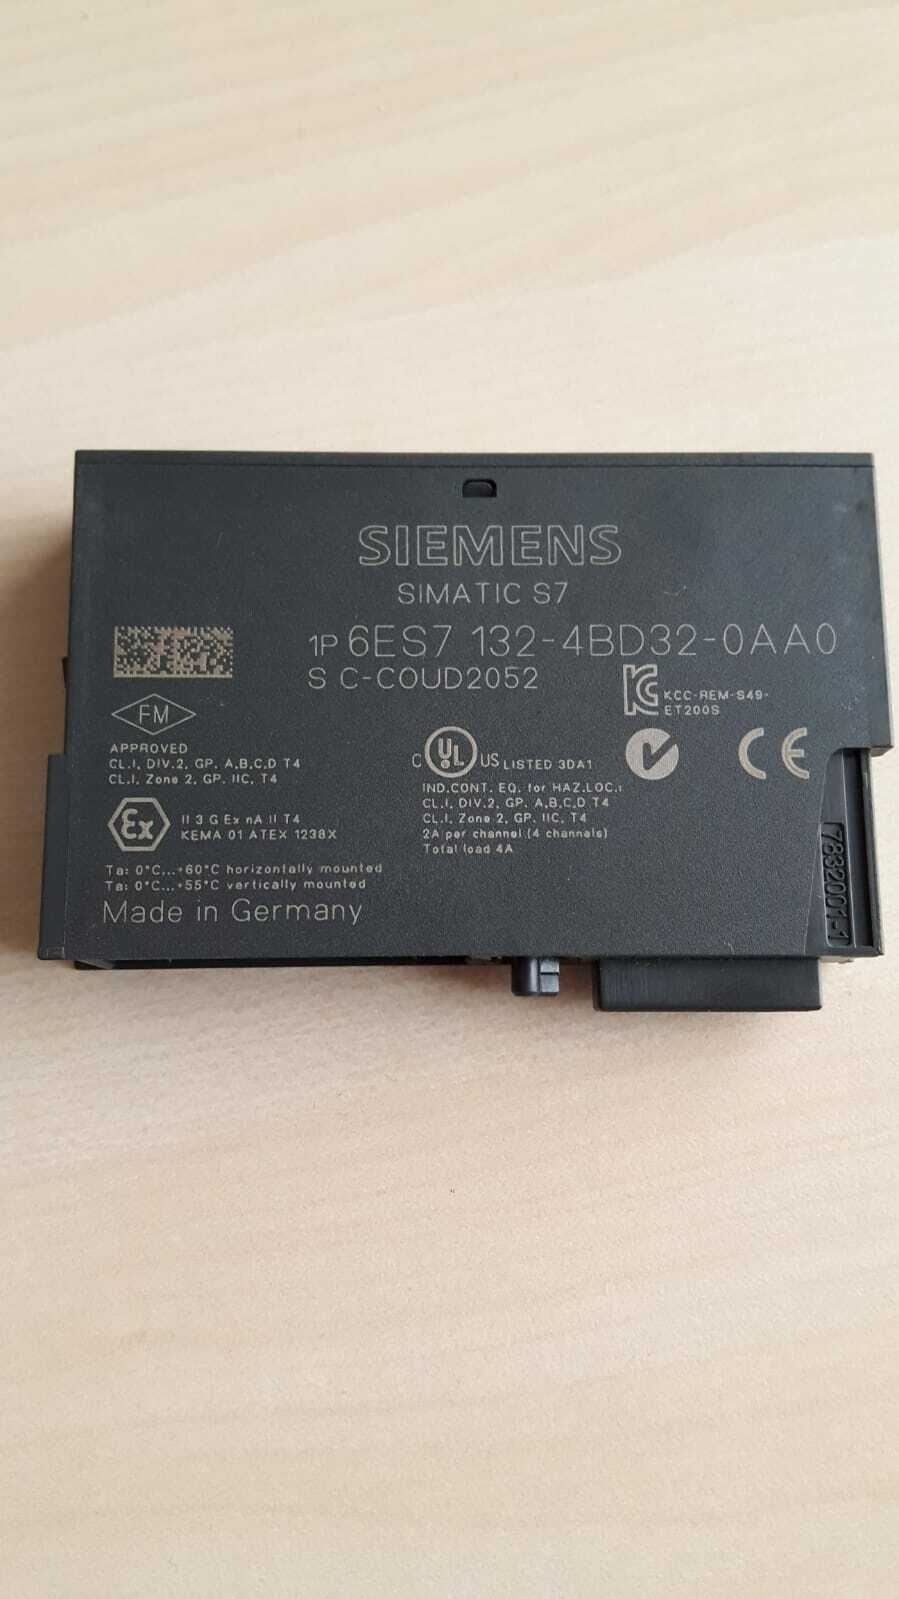 SIEMENS
SIMATIC S7
1P 6ES7 132-4BD32-0AA0
S C-COUD2052
KCC-REM-S49-
ET200S
FM
APPROVED
CL.I, DIV.2, GP. A,B,C,D T4
CL.I, Zone 2, GP. IIC, T4
C UL US LISTED 3DA1
IND.CONT. EQ. for HAZ.LOC.:
CL.I, DIV.2, GP. A,B,C,D T4
CL.I, Zone 2, GP. IIC, T4
2A per channel (4 channels)
Total load 4A
CE
Ex
II 3 G Ex nA II T4
KEMA 01 ATEX 1238X
Ta: 0°C...+60°C horizontally mounted
Ta: 0°C...+55°C vertically mounted
Made in Germany
7832001-1